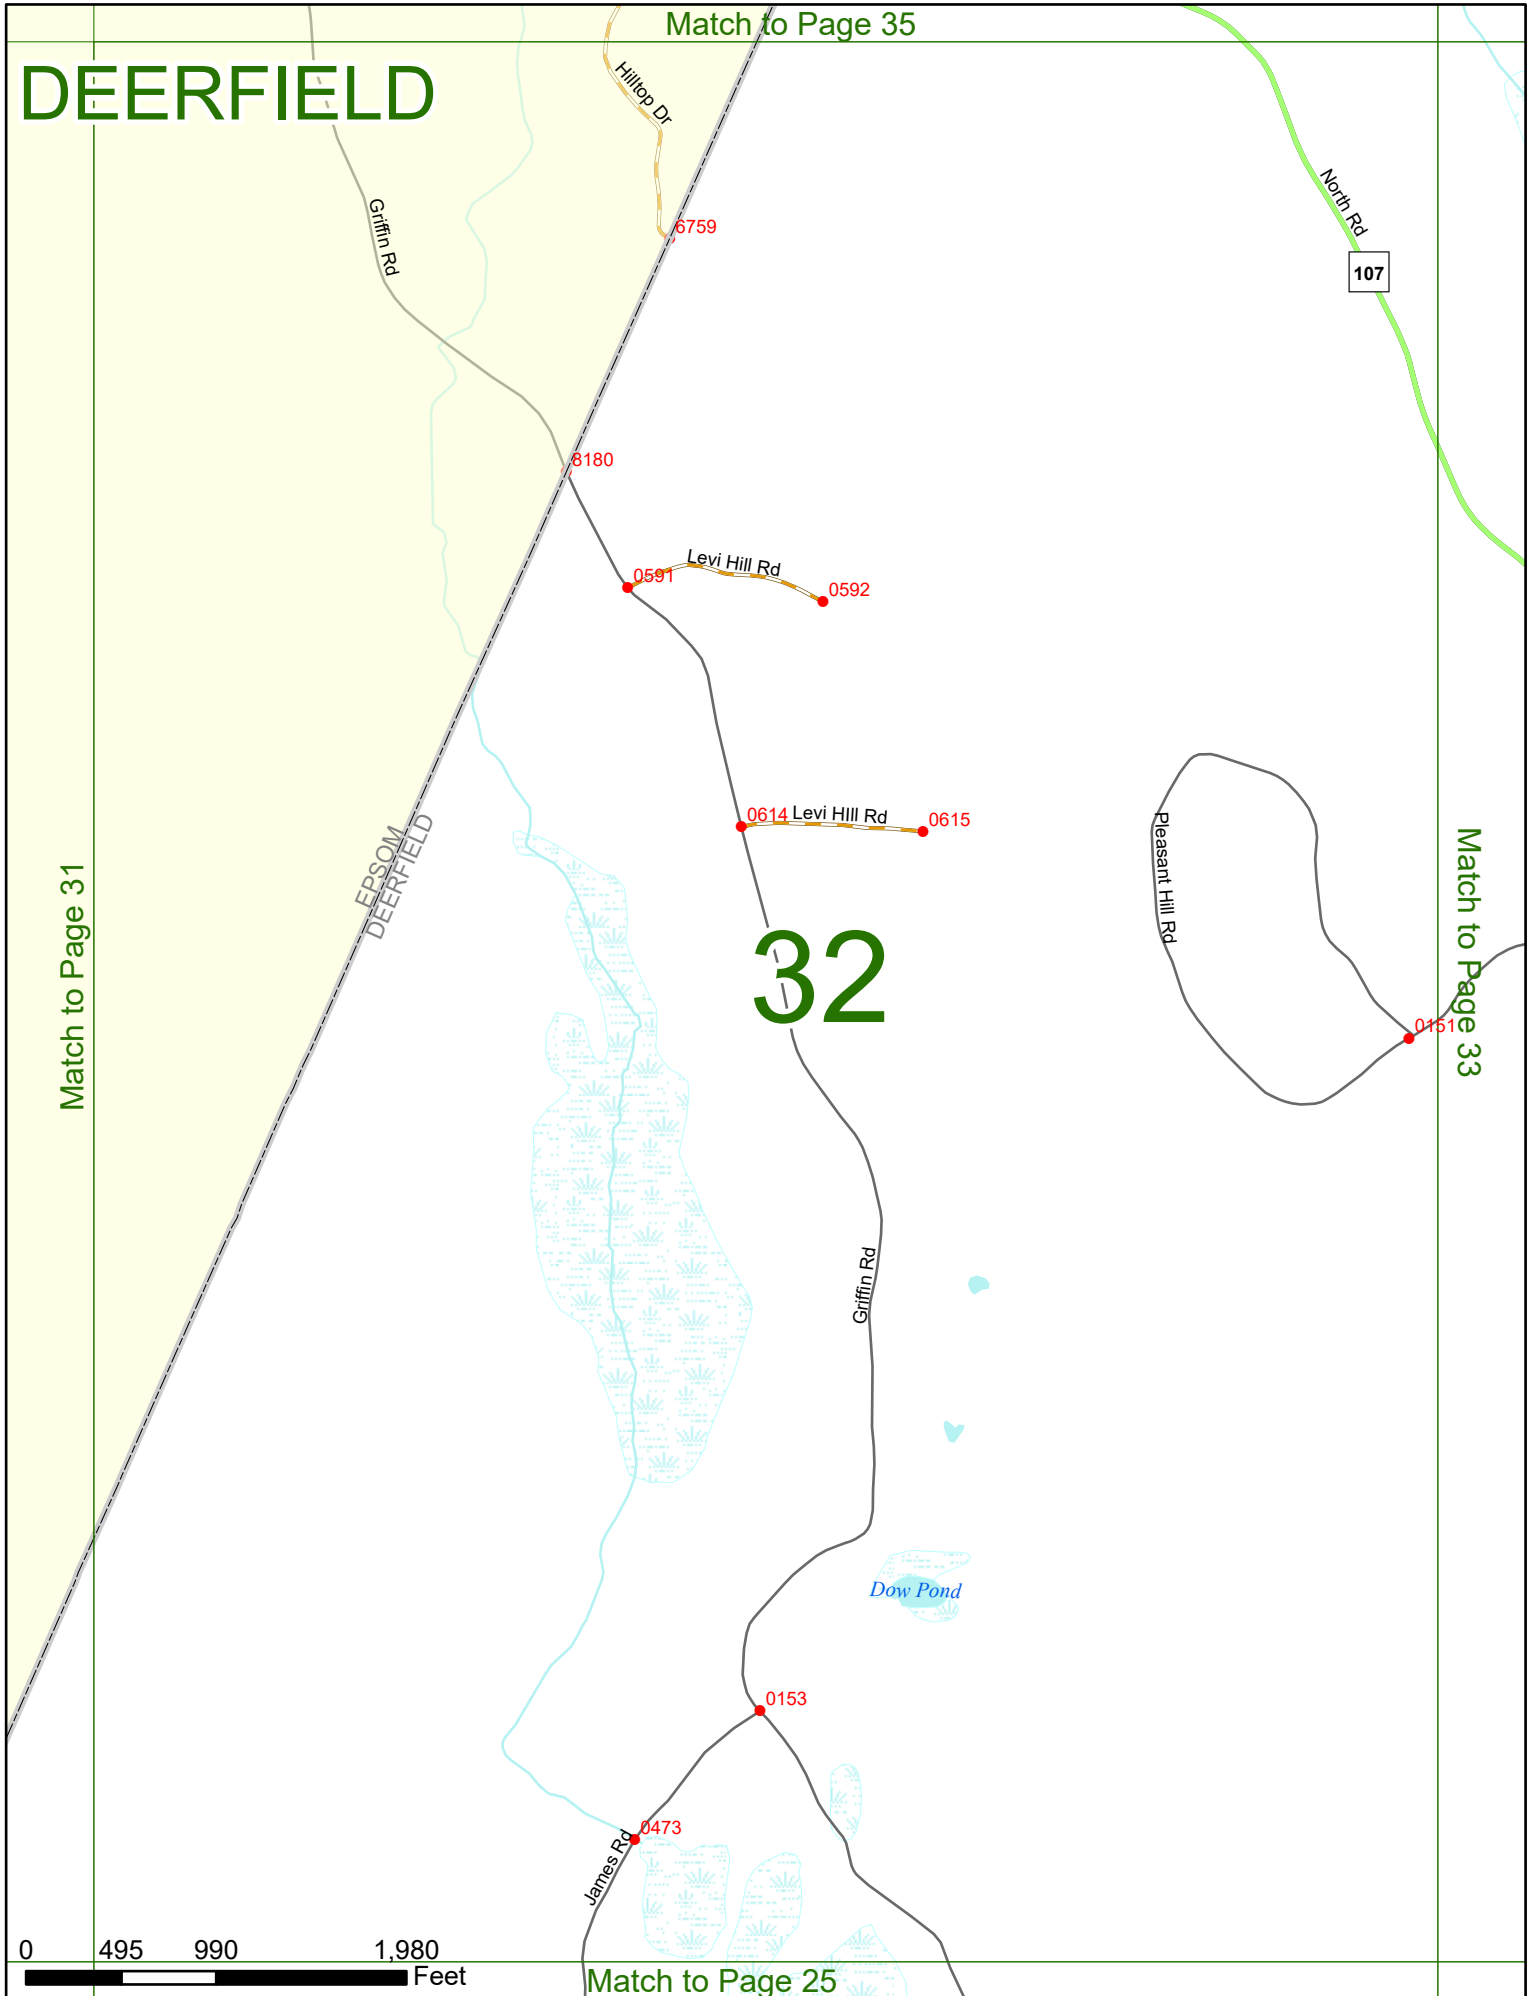 Match to Page 35
DEERFIELD
Hilltop Dr
Griffin Rd
North Rd
6759
107
8180
Levi Hill Rd
0591
0592
0614
Levi HIll Rd
0615
EPSOM
DEERFIELD
Match to Page 31
Pleasant Hill Rd
Match to Page 33
32
0151
Griffin Rd
Dow Pond
0153
0473
James Rd
0 495 990 1,980
Feet
Match to Page 25